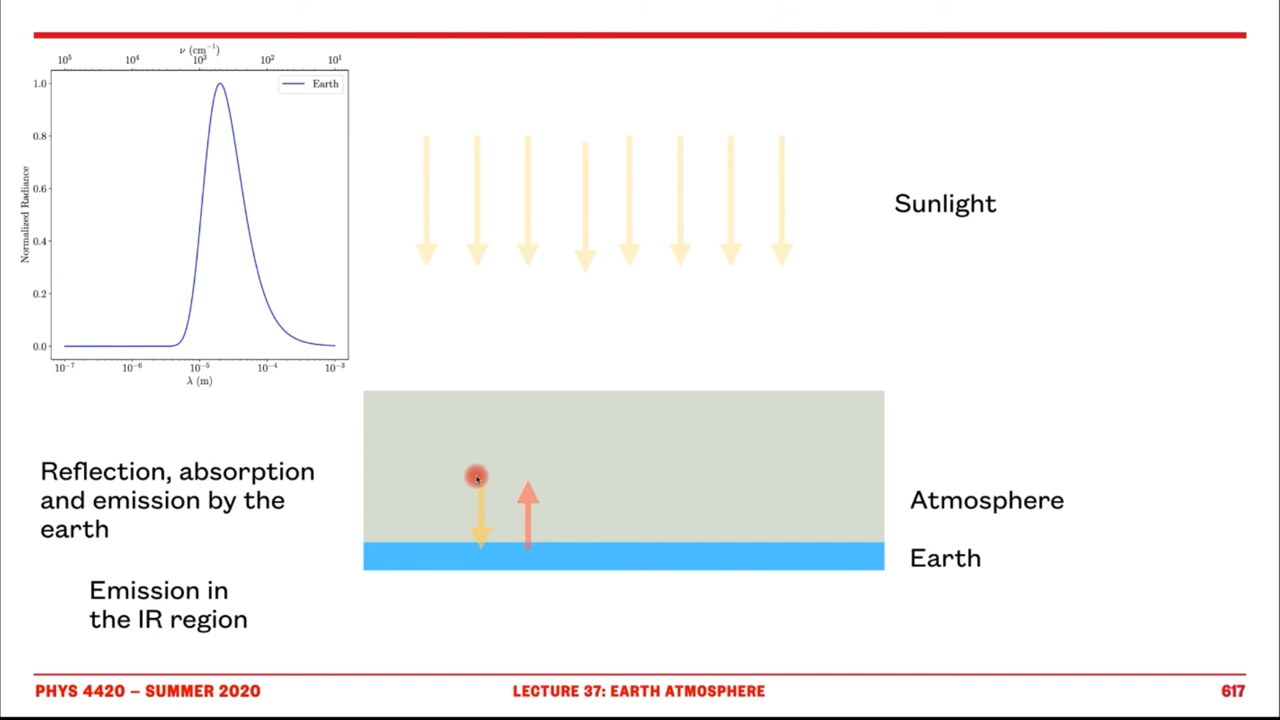 ν (cm⁻¹)
10⁵ 10⁴ 10³ 10² 10¹
Earth
1.0
0.8
0.6
0.4
0.2
0.0
Normalized Radiance
10⁻⁷ 10⁻⁶ 10⁻⁵ 10⁻⁴ 10⁻³
λ (m)
Sunlight
Reflection, absorption
and emission by the
earth
Emission in
the IR region
Atmosphere
Earth
PHYS 4420 – SUMMER 2020
LECTURE 37: EARTH ATMOSPHERE
617